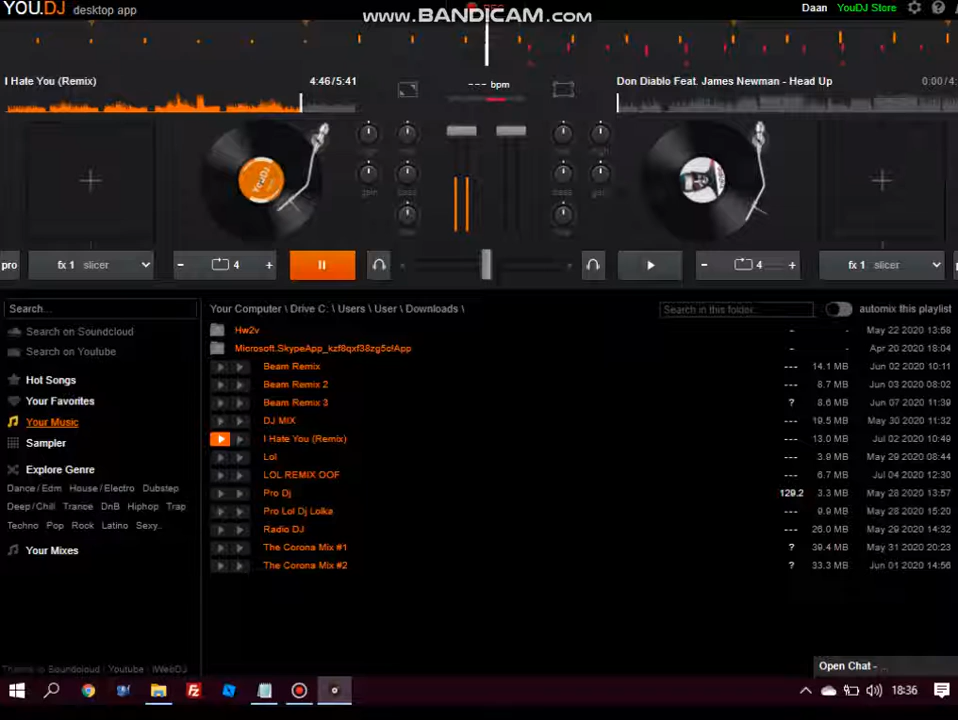 YOU.DJ desktop app
www.BANDICAM.com
REC
Daan YouDJ Store
I Hate You (Remix) 4:46/5:41
--- bpm
Don Diablo Feat. James Newman - Head Up 0:00/4:
pro fx 1 slicer - 4 +
- 4 + fx 1 slicer
Search...
Your Computer \ Drive C: \ Users \ User \ Downloads \
Search in this folder..
automix this playlist
Search on Soundcloud
Search on Youtube
Hot Songs
Your Favorites
Your Music
Sampler
Explore Genre
Dance/Edm House/Electro Dubstep
Deep/Chill Trance DnB Hiphop Trap
Techno Pop Rock Latino Sexy..
Your Mixes
Hw2v - - May 22 2020 13:58
Microsoft.SkypeApp_kzf8qxf38zg5c!App - - Apr 20 2020 18:04
Beam Remix --- 14.1 MB Jun 02 2020 10:11
Beam Remix 2 --- 8.7 MB Jun 03 2020 08:02
Beam Remix 3 ? 8.6 MB Jun 07 2020 11:39
DJ MIX --- 19.5 MB May 30 2020 11:32
I Hate You (Remix) --- 13.0 MB Jul 02 2020 10:49
Lol --- 3.9 MB May 29 2020 08:44
LOL REMIX OOF --- 6.7 MB Jul 04 2020 12:30
Pro Dj 129.2 3.3 MB May 28 2020 13:57
Pro Lol Dj Lolka --- 9.9 MB May 28 2020 15:20
Radio DJ --- 26.0 MB May 29 2020 14:32
The Corona Mix #1 ? 39.4 MB May 31 2020 20:23
The Corona Mix #2 ? 33.3 MB Jun 01 2020 14:56
Thanks to Soundcloud \ Youtube \ IWebDJ
Open Chat - ...
18:36